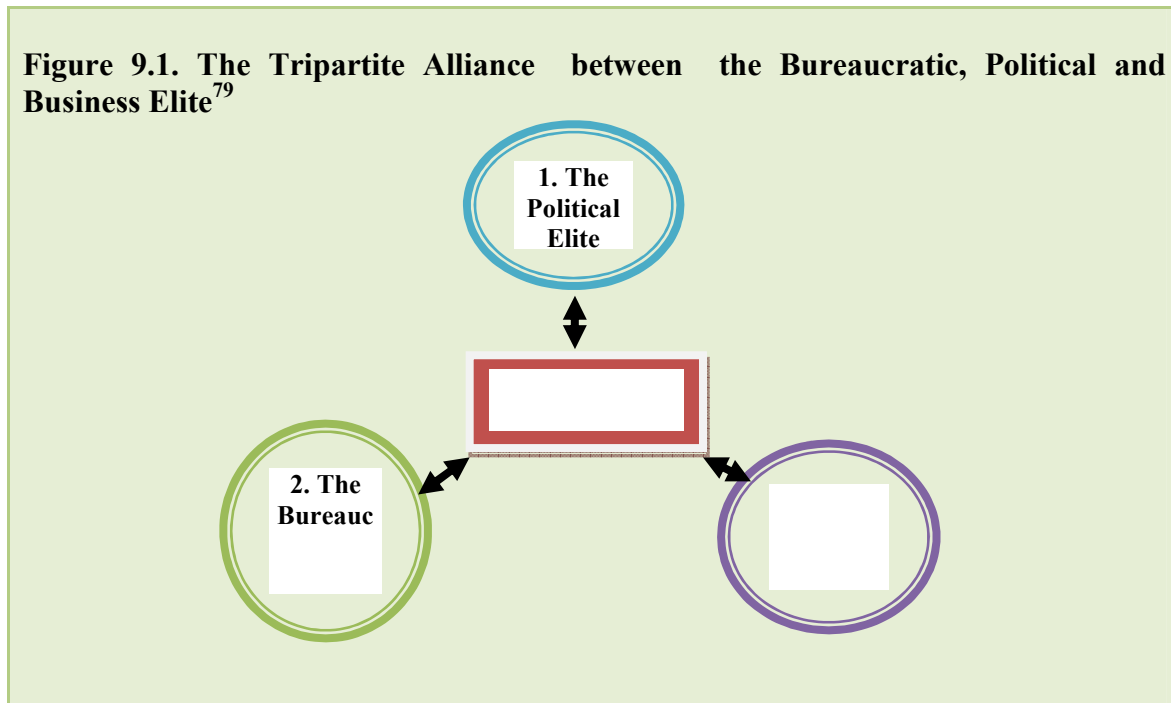 Figure 9.1. The Tripartite Alliance between the Bureaucratic, Political and
Business Elite79
1. The
Political
Elite
2. The
Bureauc